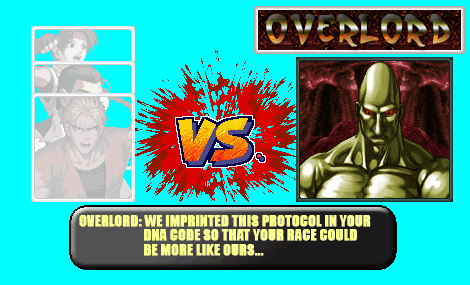 OVERLORD
VS.
OVERLORD: WE IMPRINTED THIS PROTOCOL IN YOUR
DNA CODE SO THAT YOUR RACE COULD
BE MORE LIKE OURS...